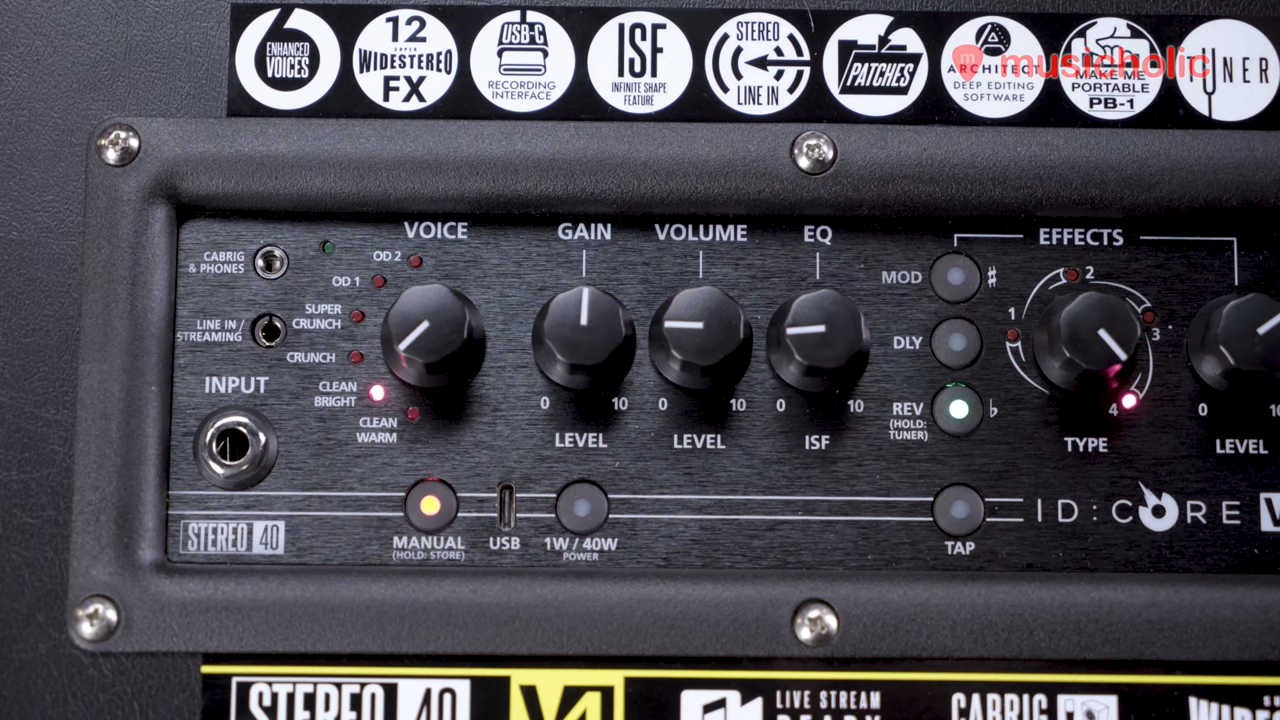 6
ENHANCED
VOICES
12
SUPER
WIDESTEREO
FX
USB-C
RECORDING
INTERFACE
ISF
INFINITE SHAPE
FEATURE
STEREO
LINE IN
PATCHES
ARCHITECT
DEEP EDITING
SOFTWARE
MAKE ME
PORTABLE
PB-1
musicholic
VOICE
GAIN
VOLUME
EQ
EFFECTS
CABRIG
& PHONES
OD 2
OD 1
MOD
#
2
LINE IN /
STREAMING
SUPER
CRUNCH
1
3
DLY
CRUNCH
INPUT
CLEAN
BRIGHT
0
10
0
10
0
10
REV
(HOLD:
TUNER)
b
4
0
CLEAN
WARM
LEVEL
LEVEL
ISF
TYPE
LEVEL
ID:CORE
STEREO 40
MANUAL
(HOLD: STORE)
USB
1W / 40W
POWER
TAP
STEREO 40
V4
LIVE STREAM
READY
CABRIG